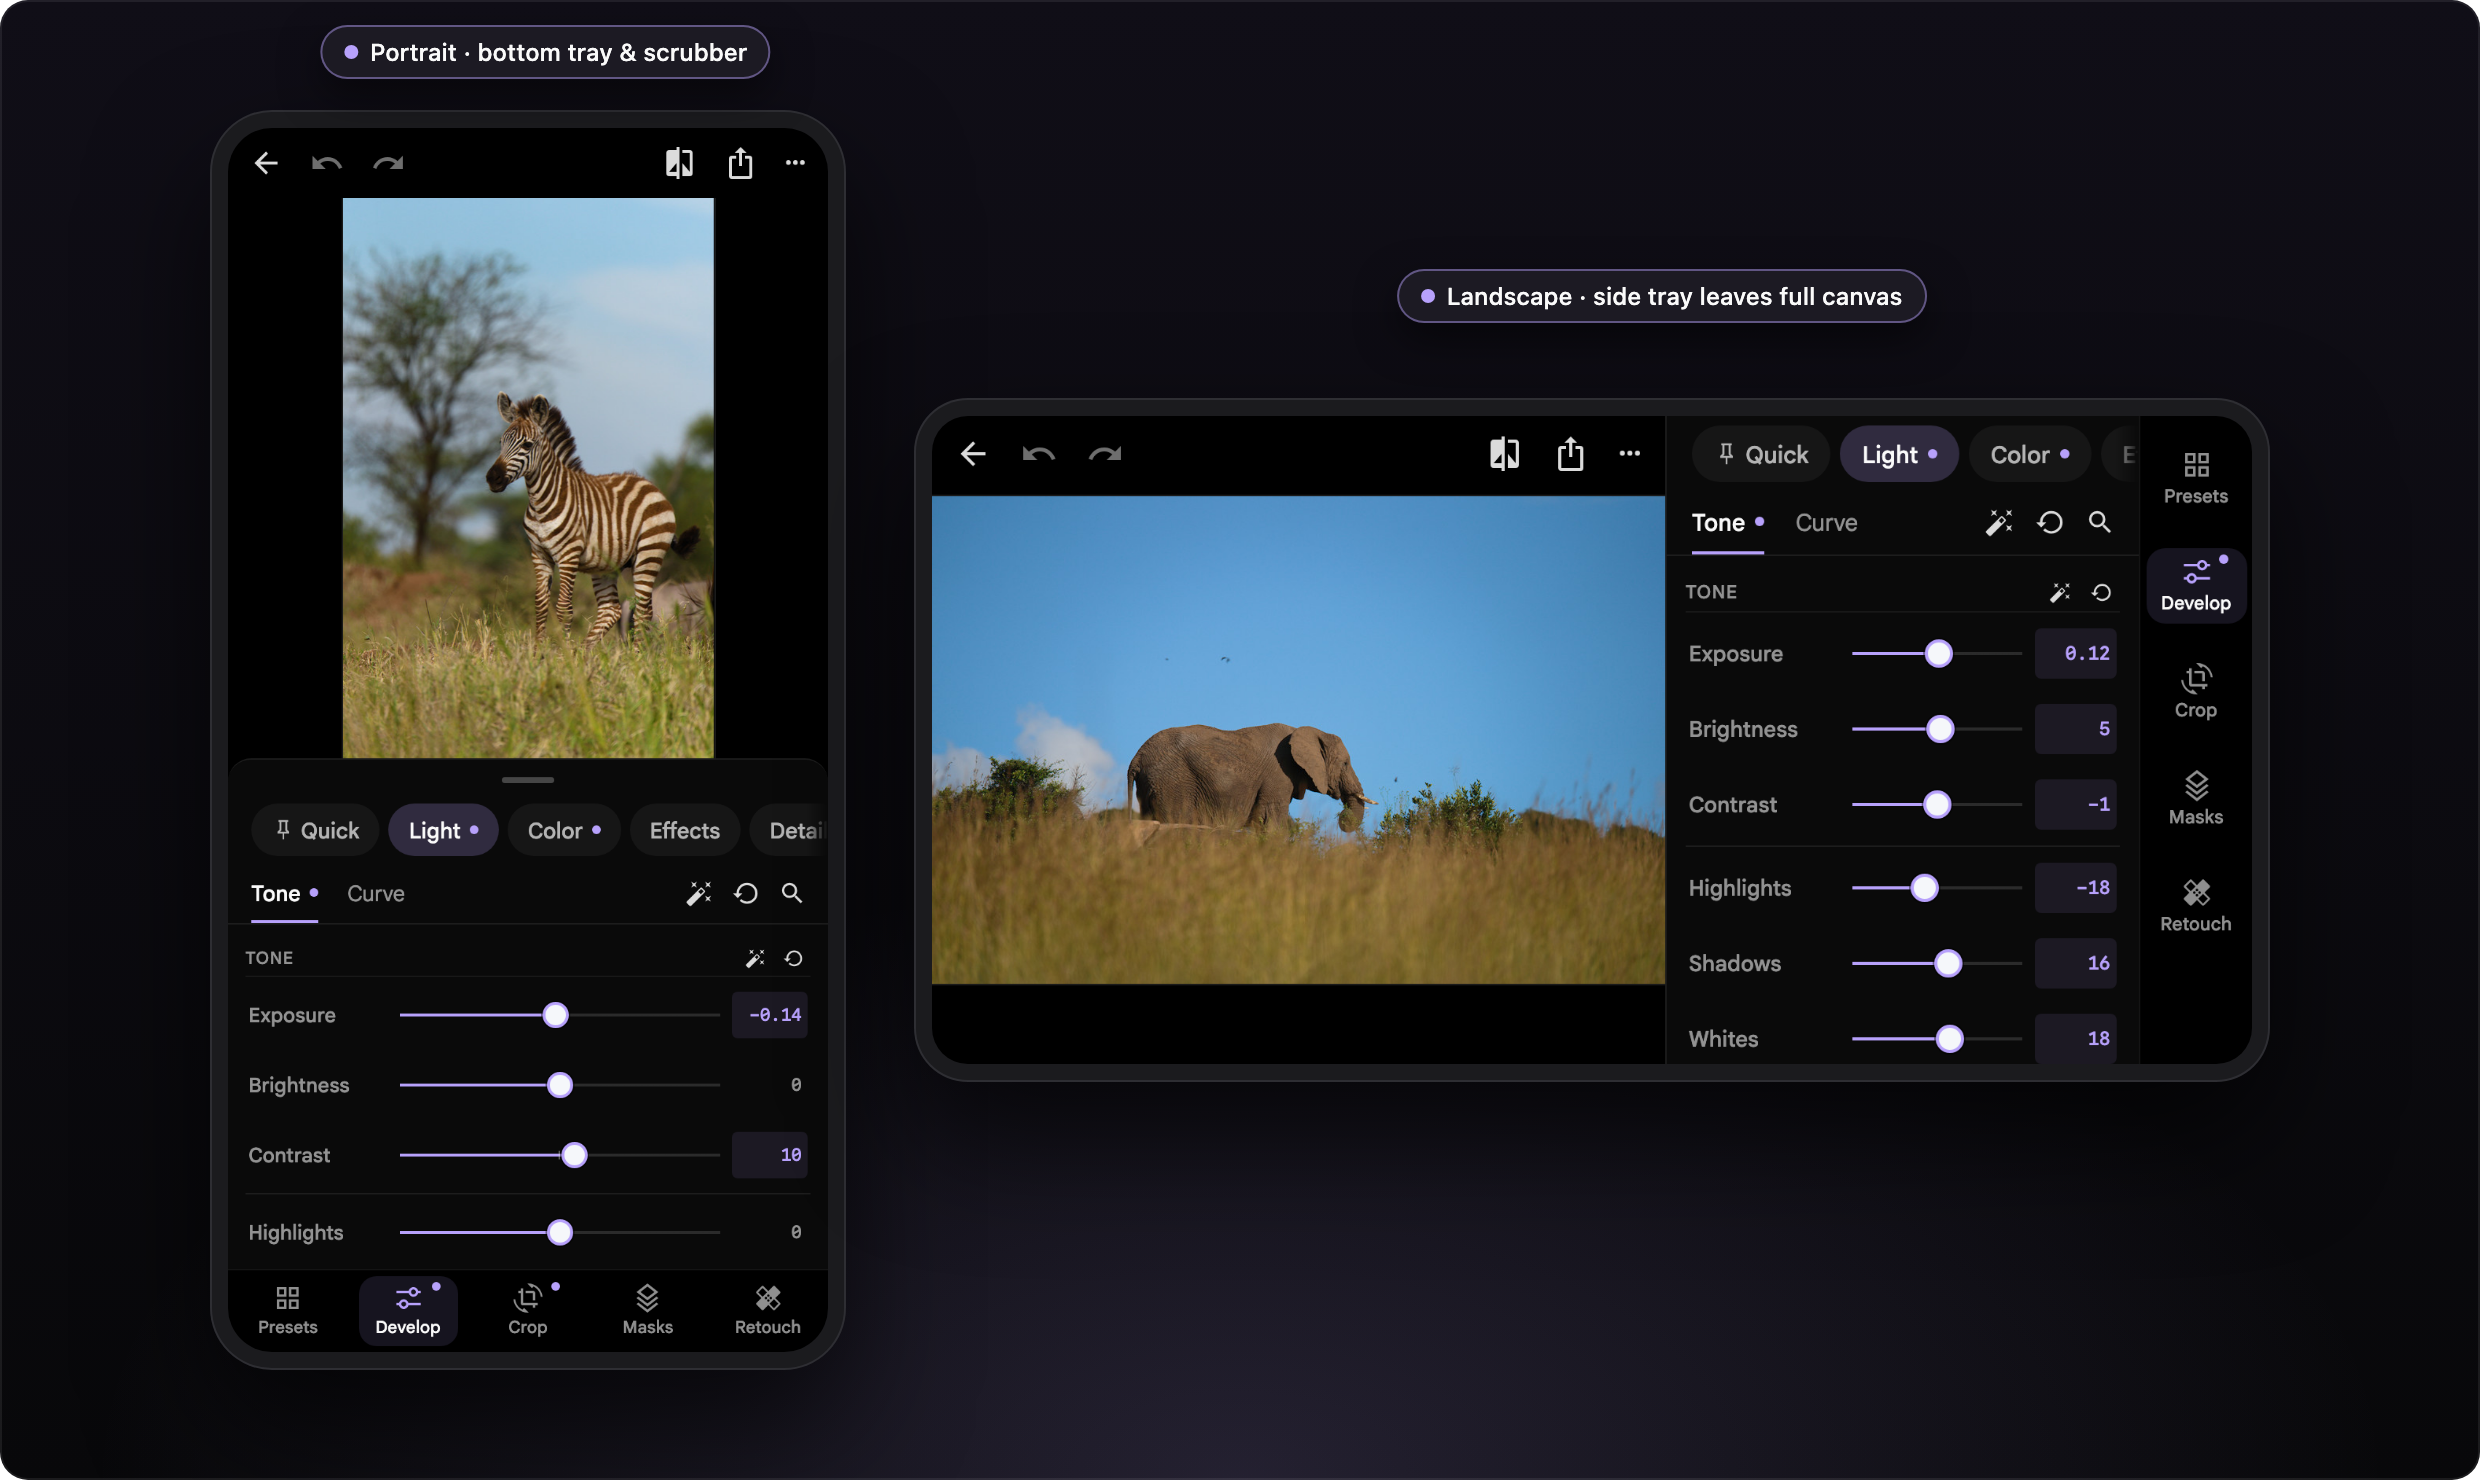 Portrait · bottom tray & scrubber
Quick
Light
Color
Effects
Detai
Tone
Curve
TONE
Exposure
−0.14
Brightness
0
Contrast
10
Highlights
0
Presets
Develop
Crop
Masks
Retouch
Landscape · side tray leaves full canvas
Quick
Light
Color
E
Tone
Curve
TONE
Exposure
0.12
Brightness
5
Contrast
−1
Highlights
−18
Shadows
16
Whites
18
Presets
Develop
Crop
Masks
Retouch